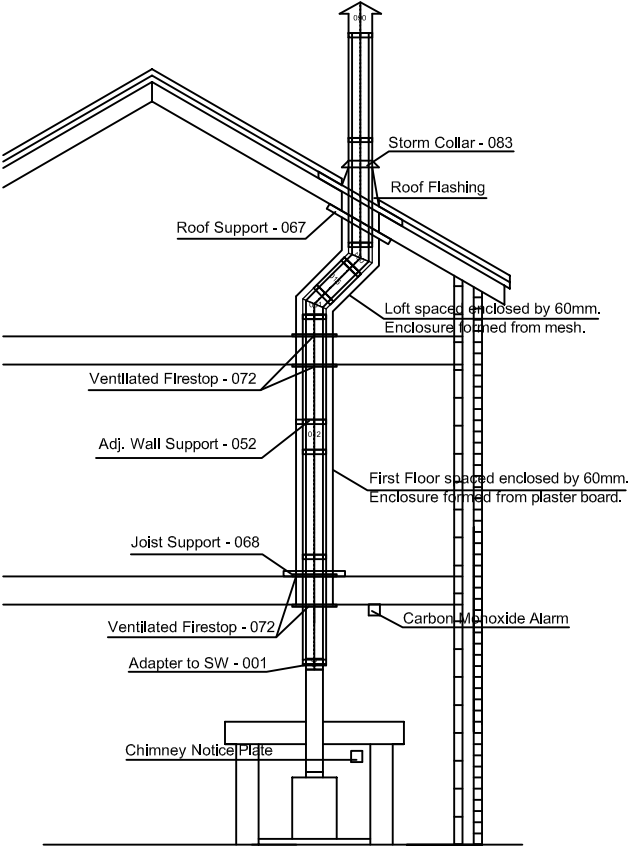 090
Storm Collar - 083
Roof Flashing
Roof Support - 067
Loft spaced enclosed by 60mm.
Enclosure formed from mesh.
Ventilated Firestop - 072
Adj. Wall Support - 052
First Floor spaced enclosed by 60mm.
Enclosure formed from plaster board.
Joist Support - 068
Ventilated Firestop - 072
Carbon Monoxide Alarm
Adapter to SW - 001
Chimney Notice Plate